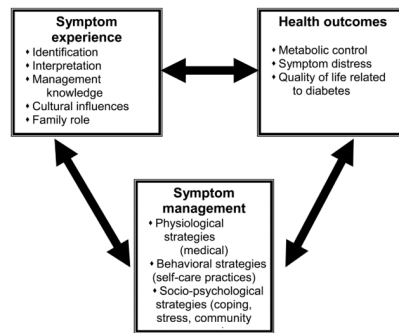 Symptom
experience
♦ Identification
♦ Interpretation
♦ Management
knowledge
♦ Cultural influences
♦ Family role
Health outcomes
♦ Metabolic control
♦ Symptom distress
♦ Quality of life related
to diabetes
Symptom
management
♦ Physiological
strategies
(medical)
♦ Behavioral strategies
(self-care practices)
♦ Socio-psychological
strategies (coping,
stress, community